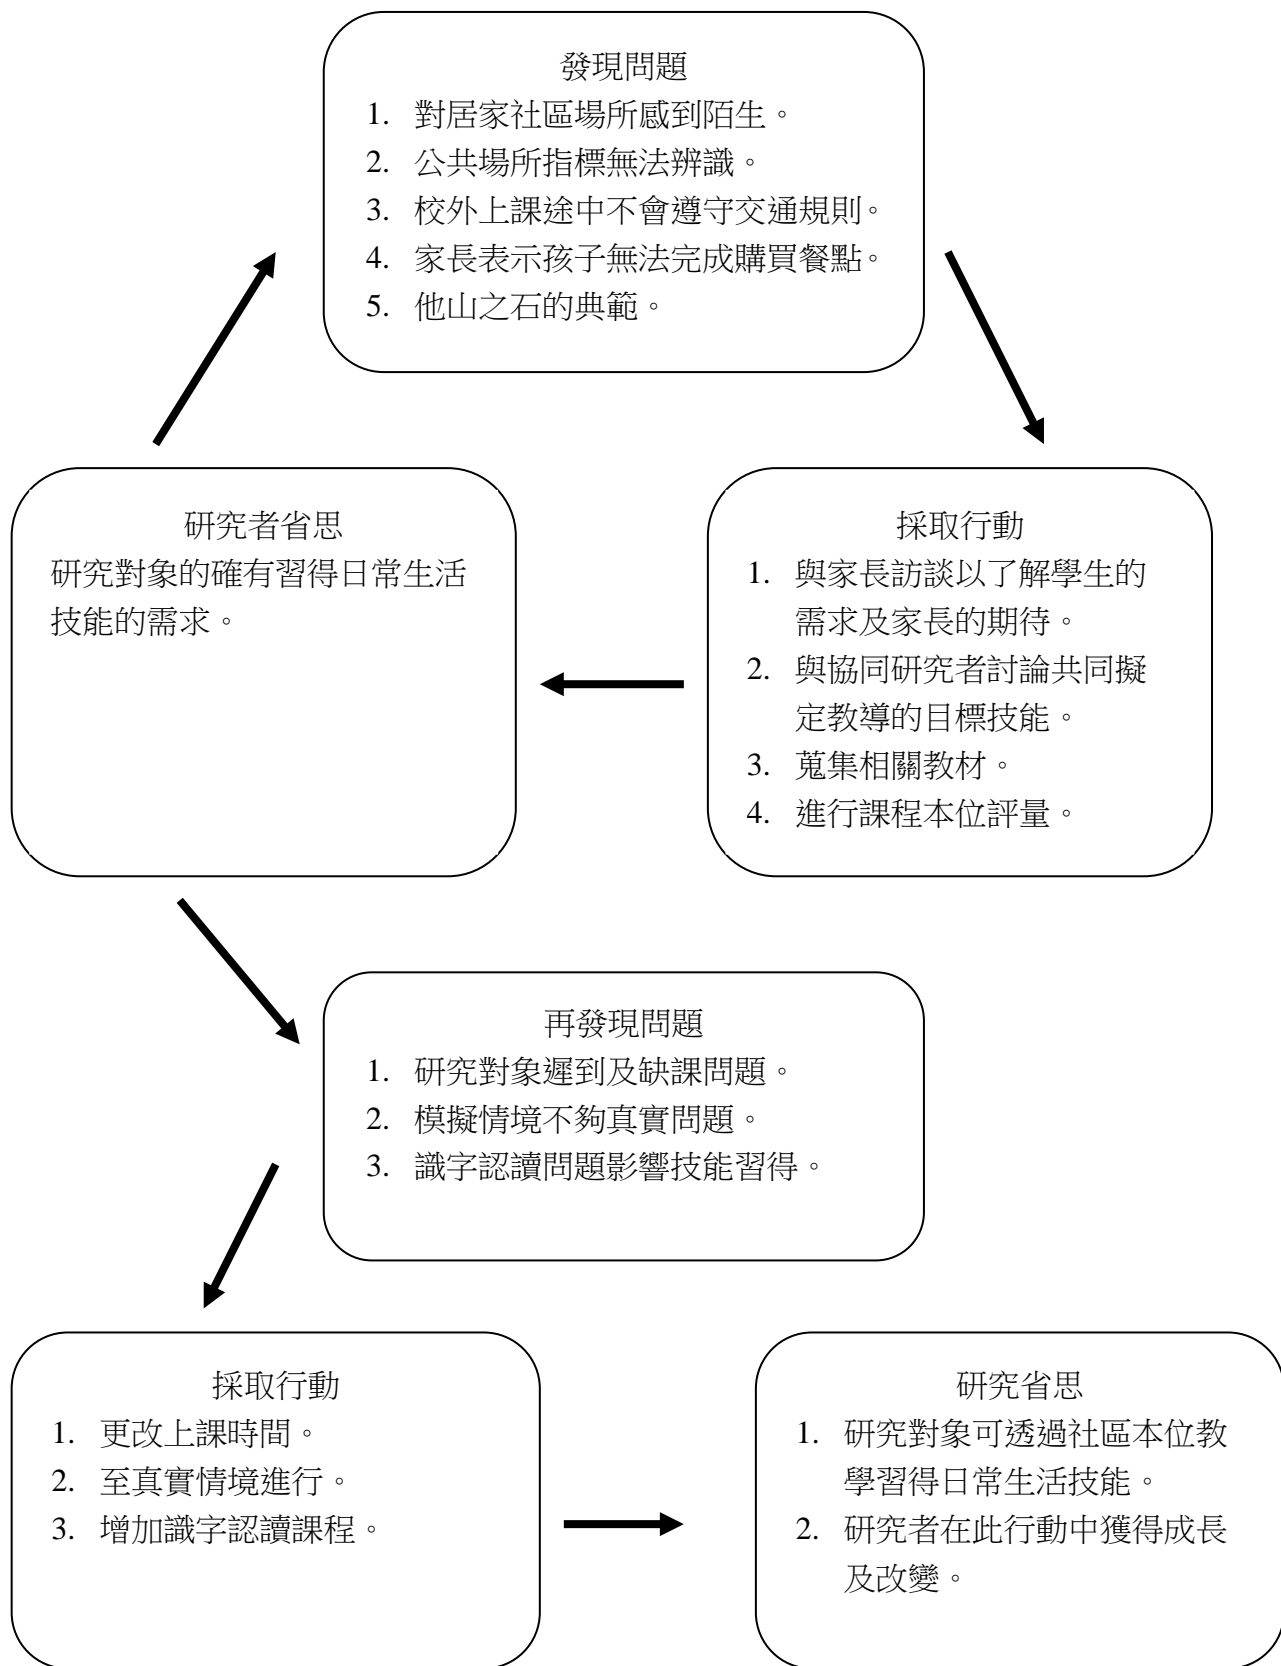 發現問題
1. 對居家社區場所感到陌生。
2. 公共場所指標無法辨識。
3. 校外上課途中不會遵守交通規則。
4. 家長表示孩子無法完成購買餐點。
5. 他山之石的典範。
研究者省思
研究對象的確有習得日常生活
技能的需求。
採取行動
1. 與家長訪談以了解學生的
需求及家長的期待。
2. 與協同研究者討論共同擬
定教導的目標技能。
3. 蒐集相關教材。
4. 進行課程本位評量。
再發現問題
1. 研究對象遲到及缺課問題。
2. 模擬情境不夠真實問題。
3. 識字認讀問題影響技能習得。
採取行動
1. 更改上課時間。
2. 至真實情境進行。
3. 增加識字認讀課程。
研究省思
1. 研究對象可透過社區本位教
學習得日常生活技能。
2. 研究者在此行動中獲得成長
及改變。